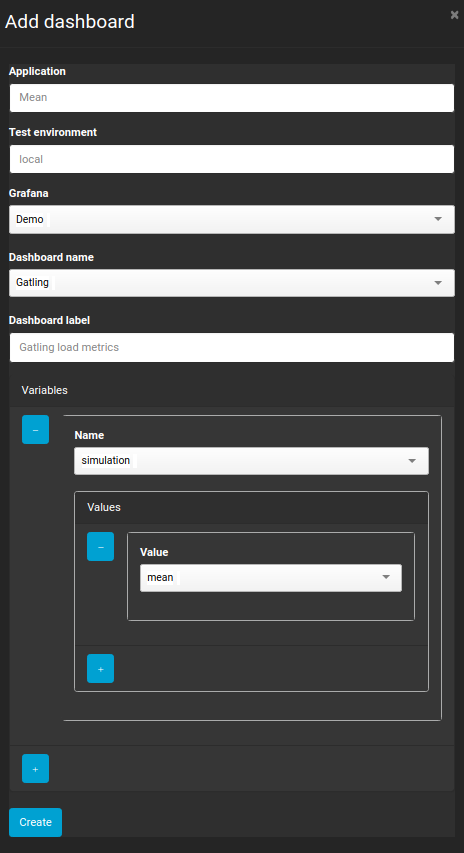 Add dashboard
×
Application
Mean
Test environment
local
Grafana
Demo
Dashboard name
Gatling
Dashboard label
Gatling load metrics
Variables
−
Name
simulation
Values
−
Value
mean
+
+
Create